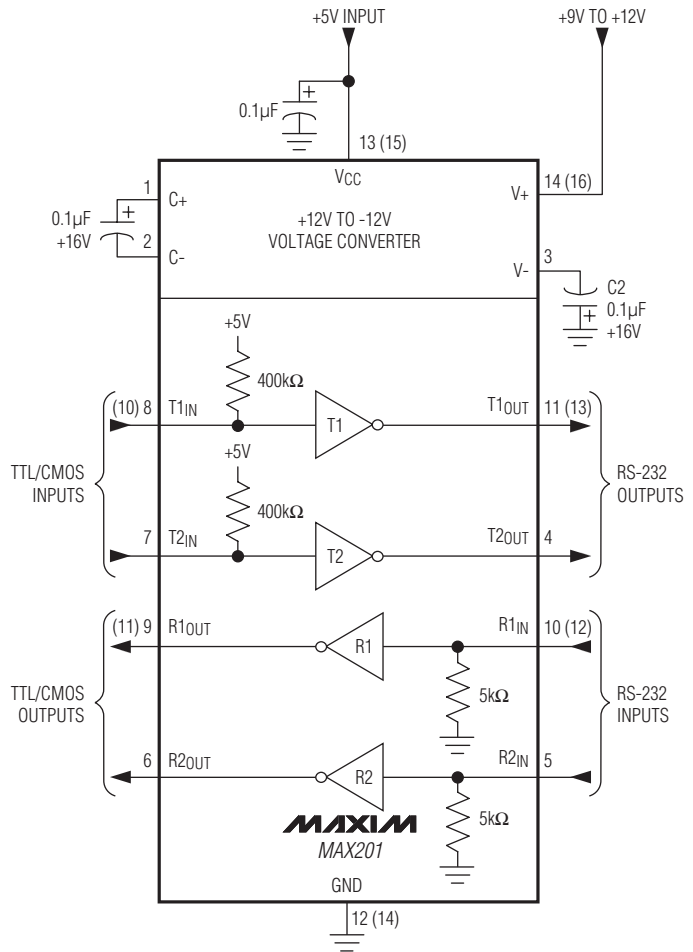 +5V INPUT
+9V TO +12V
0.1µF
+
13 (15)
VCC
14 (16)
V+
1
C+
+12V TO -12V
VOLTAGE CONVERTER
0.1µF
+16V
+
2
C-
3
V-
C2
0.1µF
+16V
+
+5V
400kΩ
(10) 8
T1IN
T1
T1OUT
11 (13)
+5V
TTL/CMOS
INPUTS
RS-232
OUTPUTS
400kΩ
7
T2IN
T2
T2OUT
4
(11) 9
R1OUT
R1
R1IN
10 (12)
TTL/CMOS
OUTPUTS
5kΩ
RS-232
INPUTS
6
R2OUT
R2
R2IN
5
MAXIM
MAX201
5kΩ
GND
12 (14)